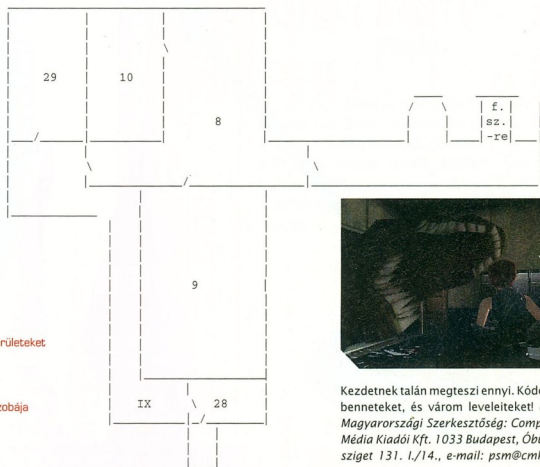 29
10
8
f.
sz.
-re
9
rületeket
zobája
IX
28
Kezdetnek talán megteszi ennyi. Kód
benneteket, és várom leveleiteket!
Magyarországi Szerkesztőség: Comp
Média Kiadói Kft. 1033 Budapest, Óbu
sziget 131. I./14., e-mail: psm@cml